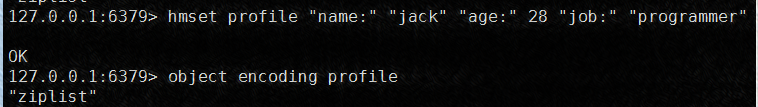 127.0.0.1:6379> hmset profile "name:" "jack" "age:" 28 "job:" "programmer"
OK
127.0.0.1:6379> object encoding profile
"ziplist"